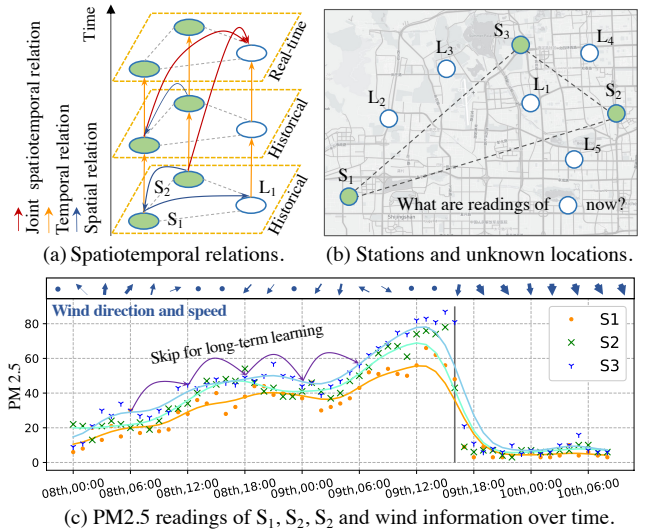 Time
Real-time
Historical
Historical
Joint spatiotemporal relation
Temporal relation
Spatial relation
S2
S1
L1
(a) Spatiotemporal relations.
S3
L4
L3
L1
S2
L2
L5
S1
What are readings of now?
(b) Stations and unknown locations.
Wind direction and speed
Skip for long-term learning
S1
S2
S3
PM 2.5
80
60
40
20
0
08th,00:00
08th,06:00
08th,12:00
08th,18:00
09th,00:00
09th,06:00
09th,12:00
09th,18:00
10th,00:00
10th,06:00
(c) PM2.5 readings of S1, S2, S2 and wind information over time.